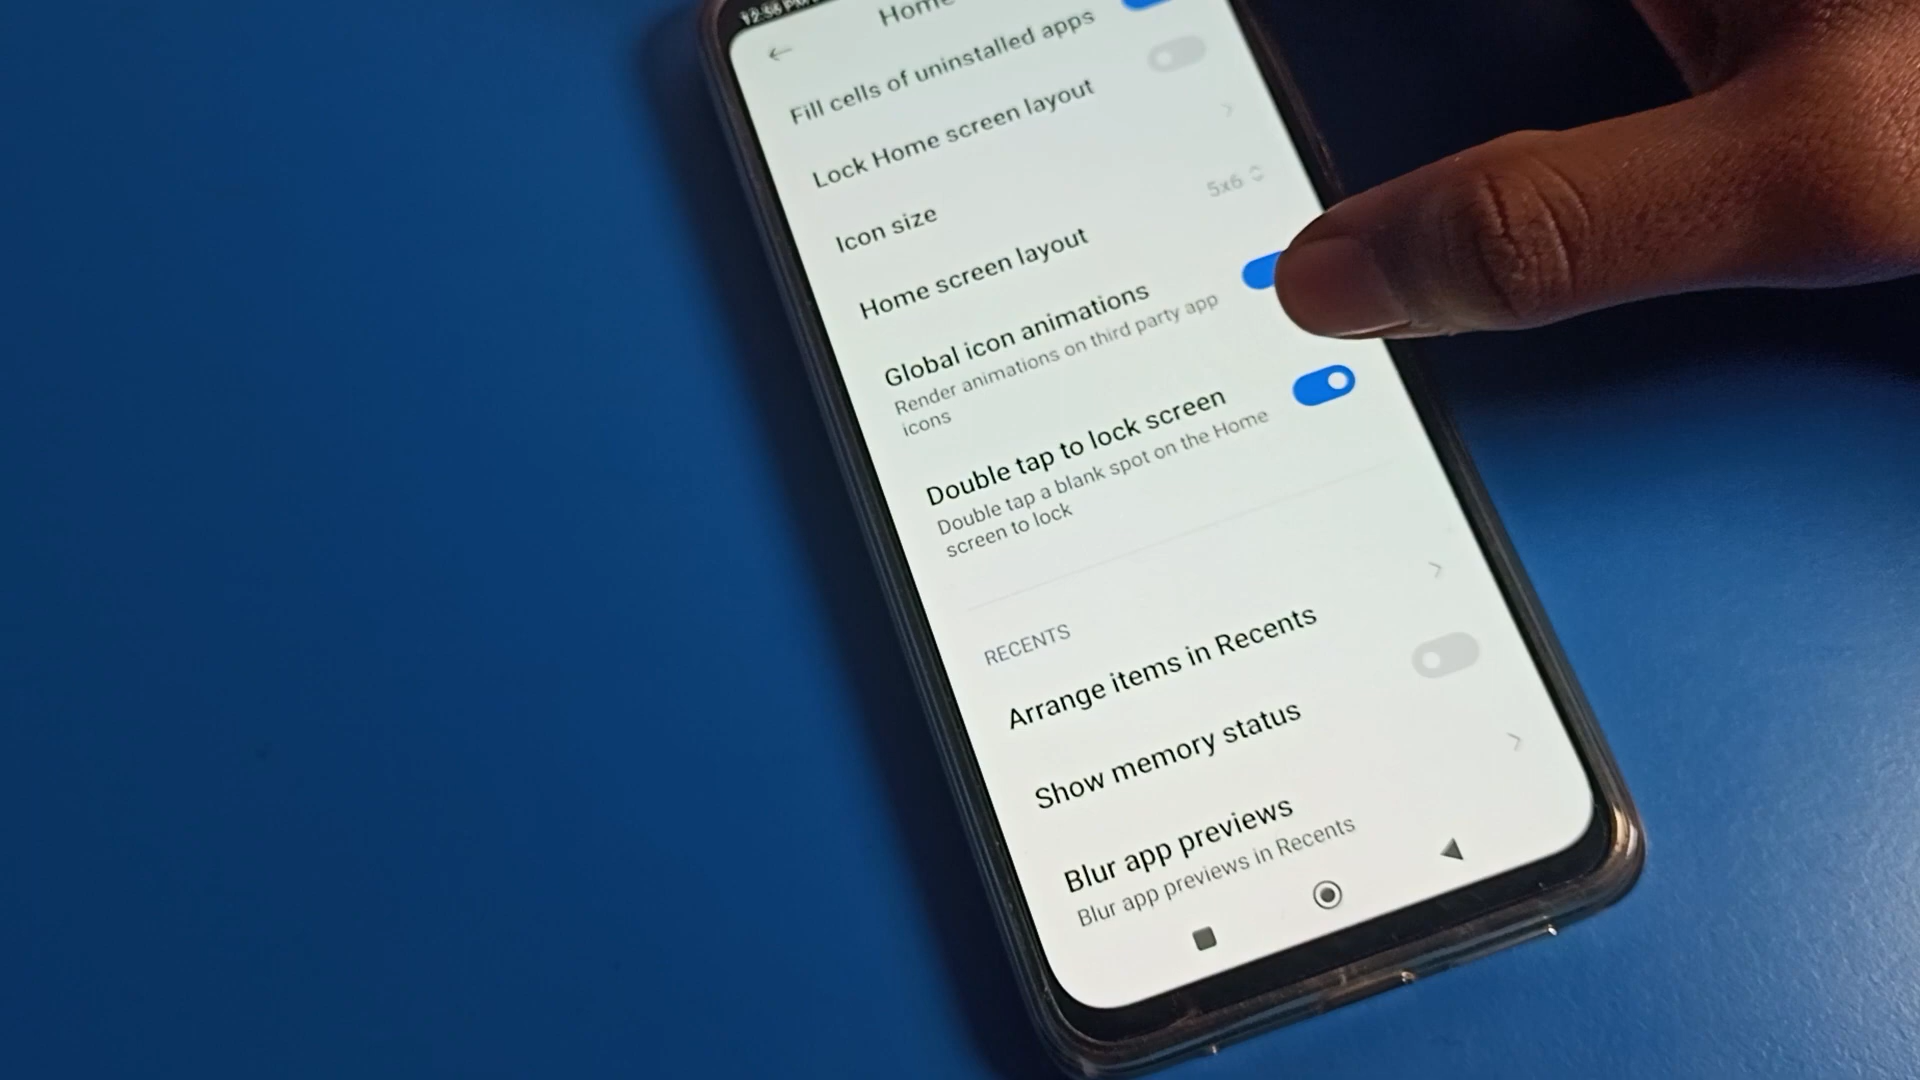 12:56 PM
Home
Fill cells of uninstalled apps
Lock Home screen layout
Icon size
Home screen layout
5x6
Global icon animations
Render animations on third party app
icons
Double tap to lock screen
Double tap a blank spot on the Home
screen to lock
RECENTS
Arrange items in Recents
Show memory status
Blur app previews
Blur app previews in Recents